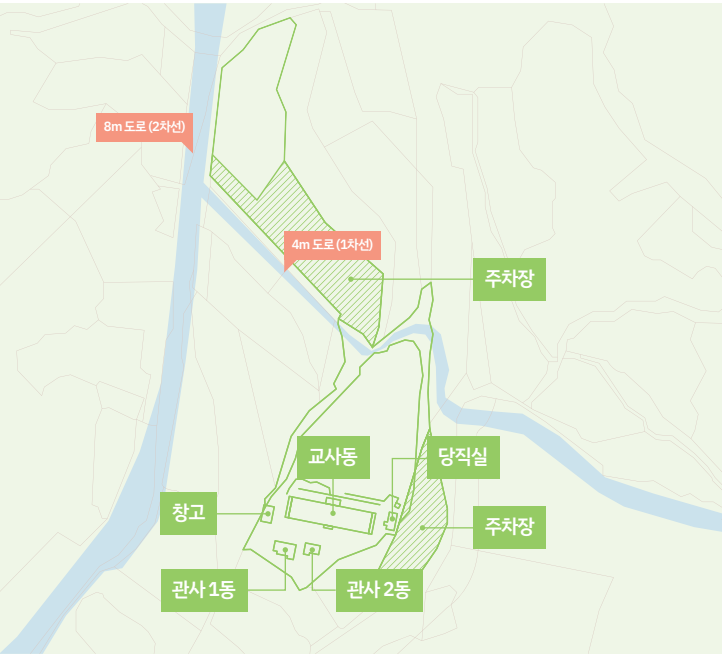 8m 도로 (2차선)
4m 도로 (1차선)
주차장
교사동
당직실
창고
주차장
관사 1동
관사 2동